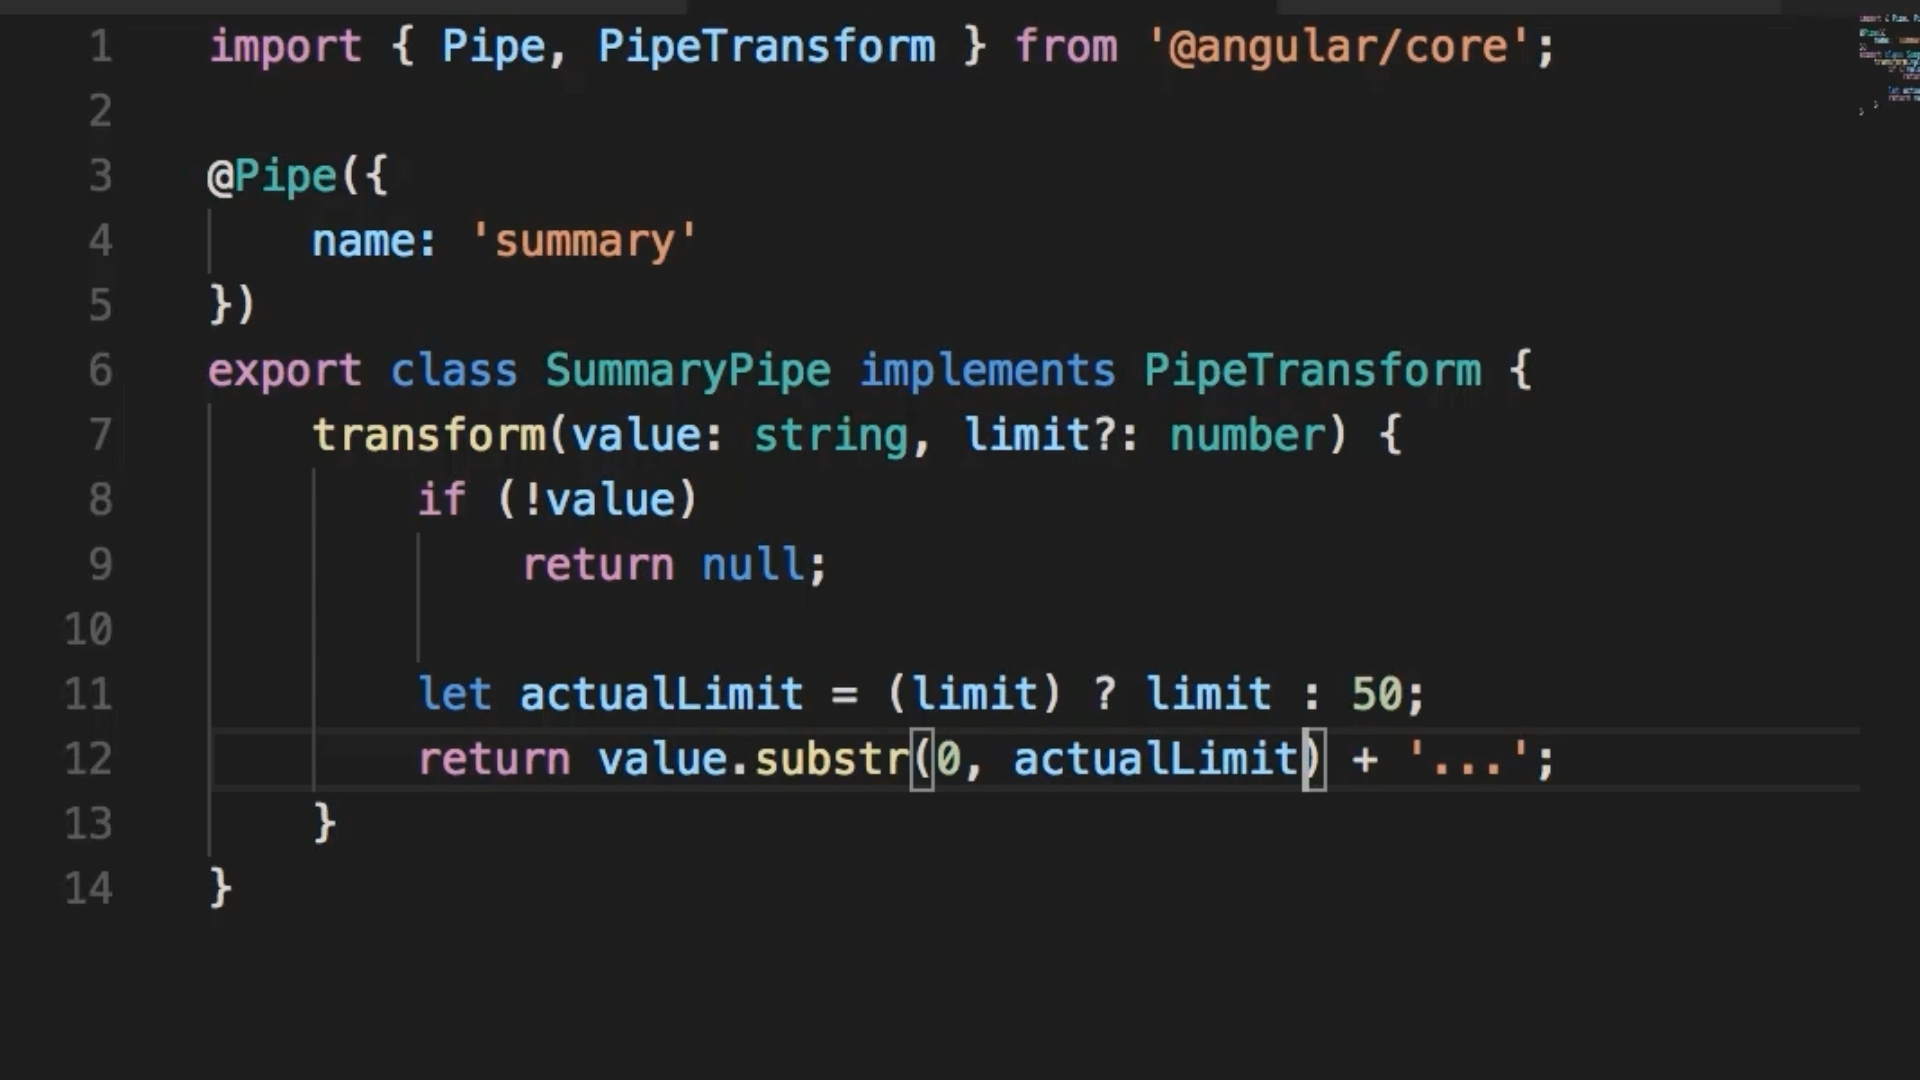 1 import { Pipe, PipeTransform } from '@angular/core';
2
3 @Pipe({
4 name: 'summary'
5 })
6 export class SummaryPipe implements PipeTransform {
7 transform(value: string, limit?: number) {
8 if (!value)
9 return null;
10
11 let actualLimit = (limit) ? limit : 50;
12 return value.substr(0, actualLimit) + '...';
13 }
14 }